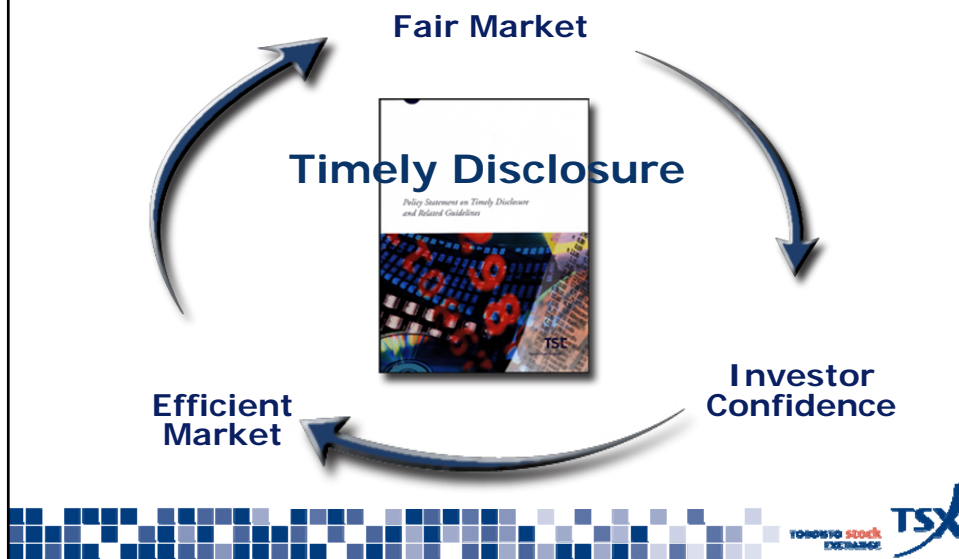 Fair Market
Timely Disclosure
Policy Statement on Timely Disclosure
and Related Guidelines
TSE
Investor
Confidence
Efficient
Market
TORONTO STOCK
EXCHANGE
TSX